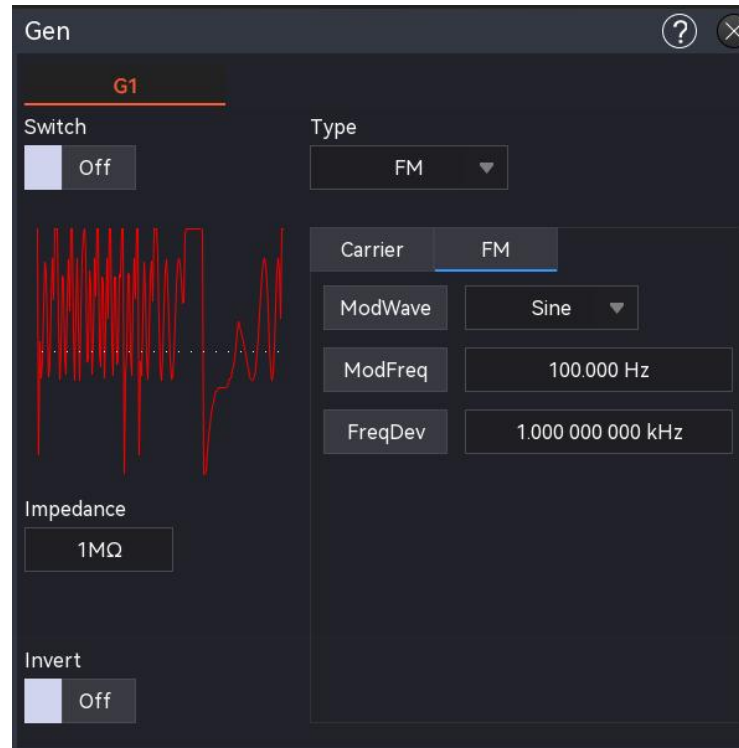 Gen
?
G1
Switch
Type
Off
FM
Carrier
FM
ModWave
Sine
ModFreq
100.000 Hz
FreqDev
1.000 000 000 kHz
Impedance
1MΩ
Invert
Off